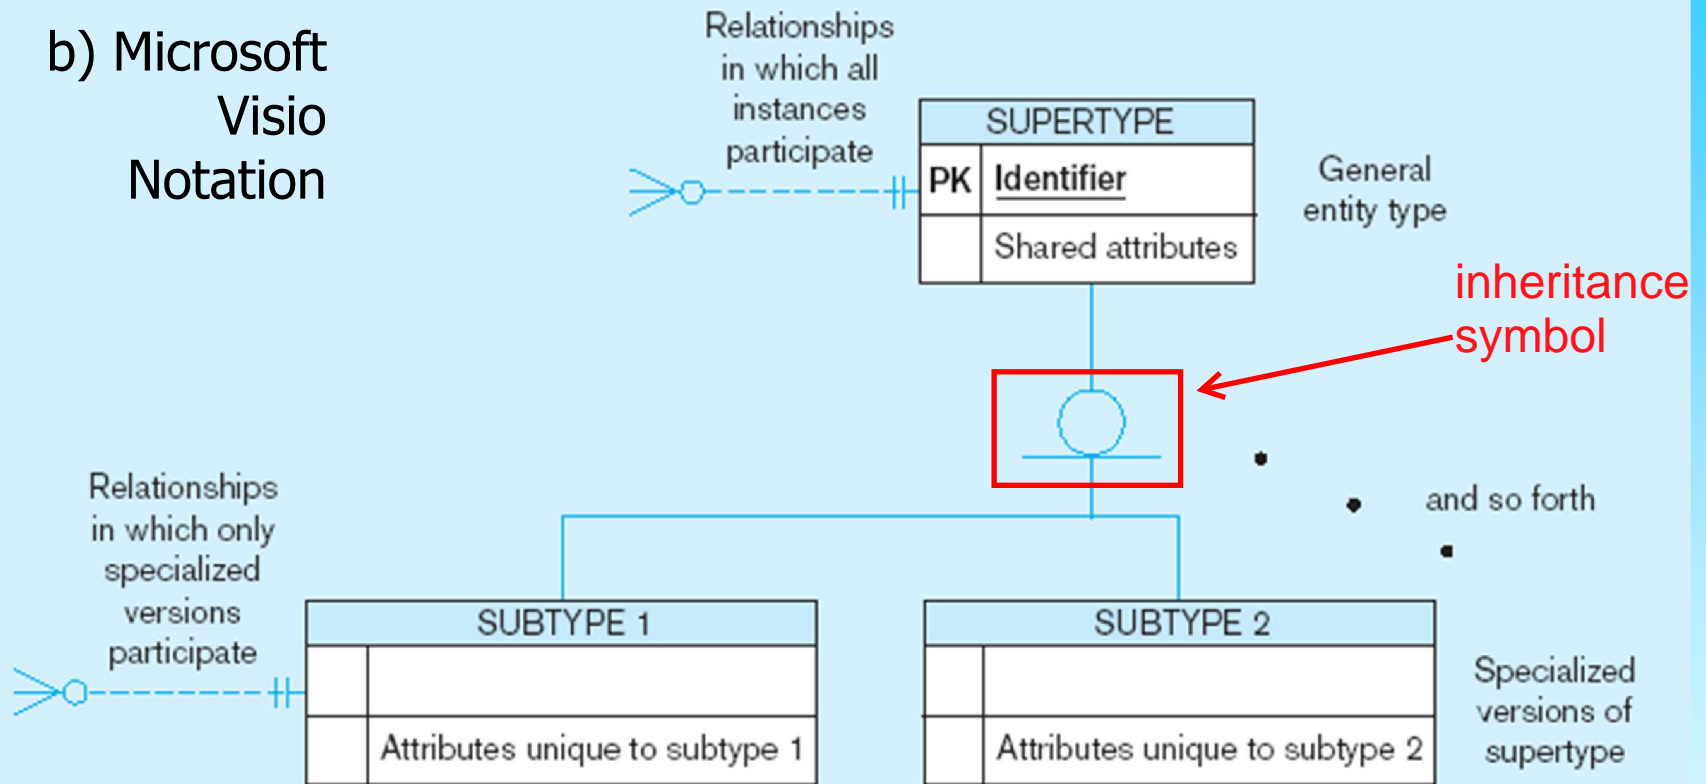 b) Microsoft
Visio
Notation
Relationships
in which all
instances
participate
SUPERTYPE
PK Identifier
Shared attributes
General
entity type
inheritance
symbol
and so forth
Relationships
in which only
specialized
versions
participate
SUBTYPE 1
Attributes unique to subtype 1
SUBTYPE 2
Attributes unique to subtype 2
Specialized
versions of
supertype